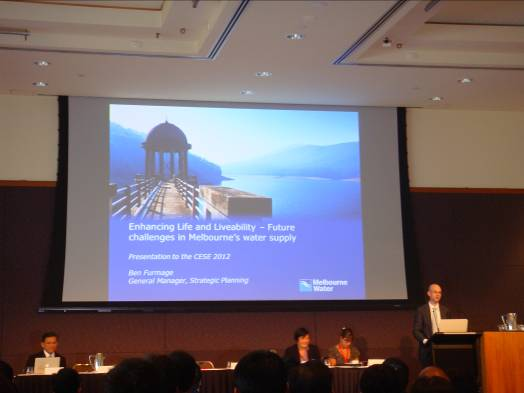 Enhancing Life and Liveability – Future
challenges in Melbourne's water supply
Presentation to the CESE 2012
Ben Furmage
General Manager, Strategic Planning
Melbourne
Water